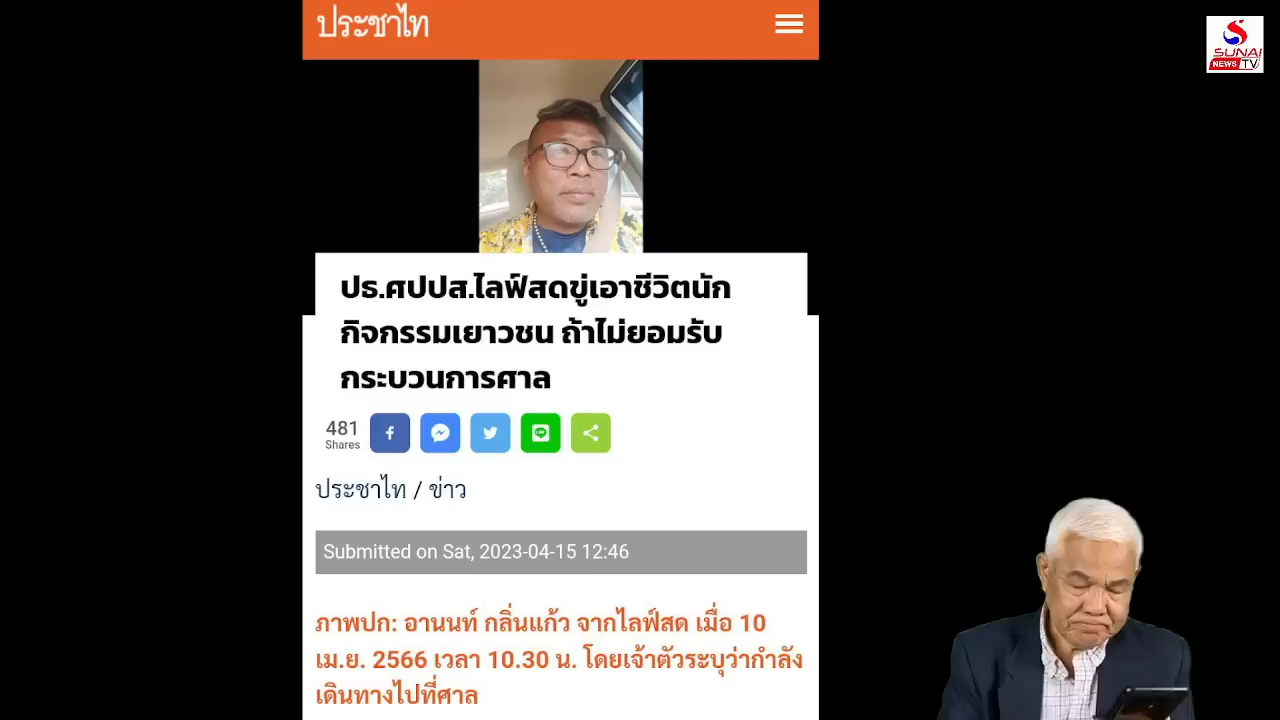 ประชาไท
SUNAI
NEWS TV
ปธ.ศปปส.ไลฟ์สดขู่เอาชีวิตนัก
กิจกรรมเยาวชน ถ้าไม่ยอมรับ
กระบวนการศาล
481
Shares
ประชาไท / ข่าว
Submitted on Sat, 2023-04-15 12:46
ภาพปก: อานนท์ กลิ่นแก้ว จากไลฟ์สด เมื่อ 10
เม.ย. 2566 เวลา 10.30 น. โดยเจ้าตัวระบุว่ากำลัง
เดินทางไปที่ศาล